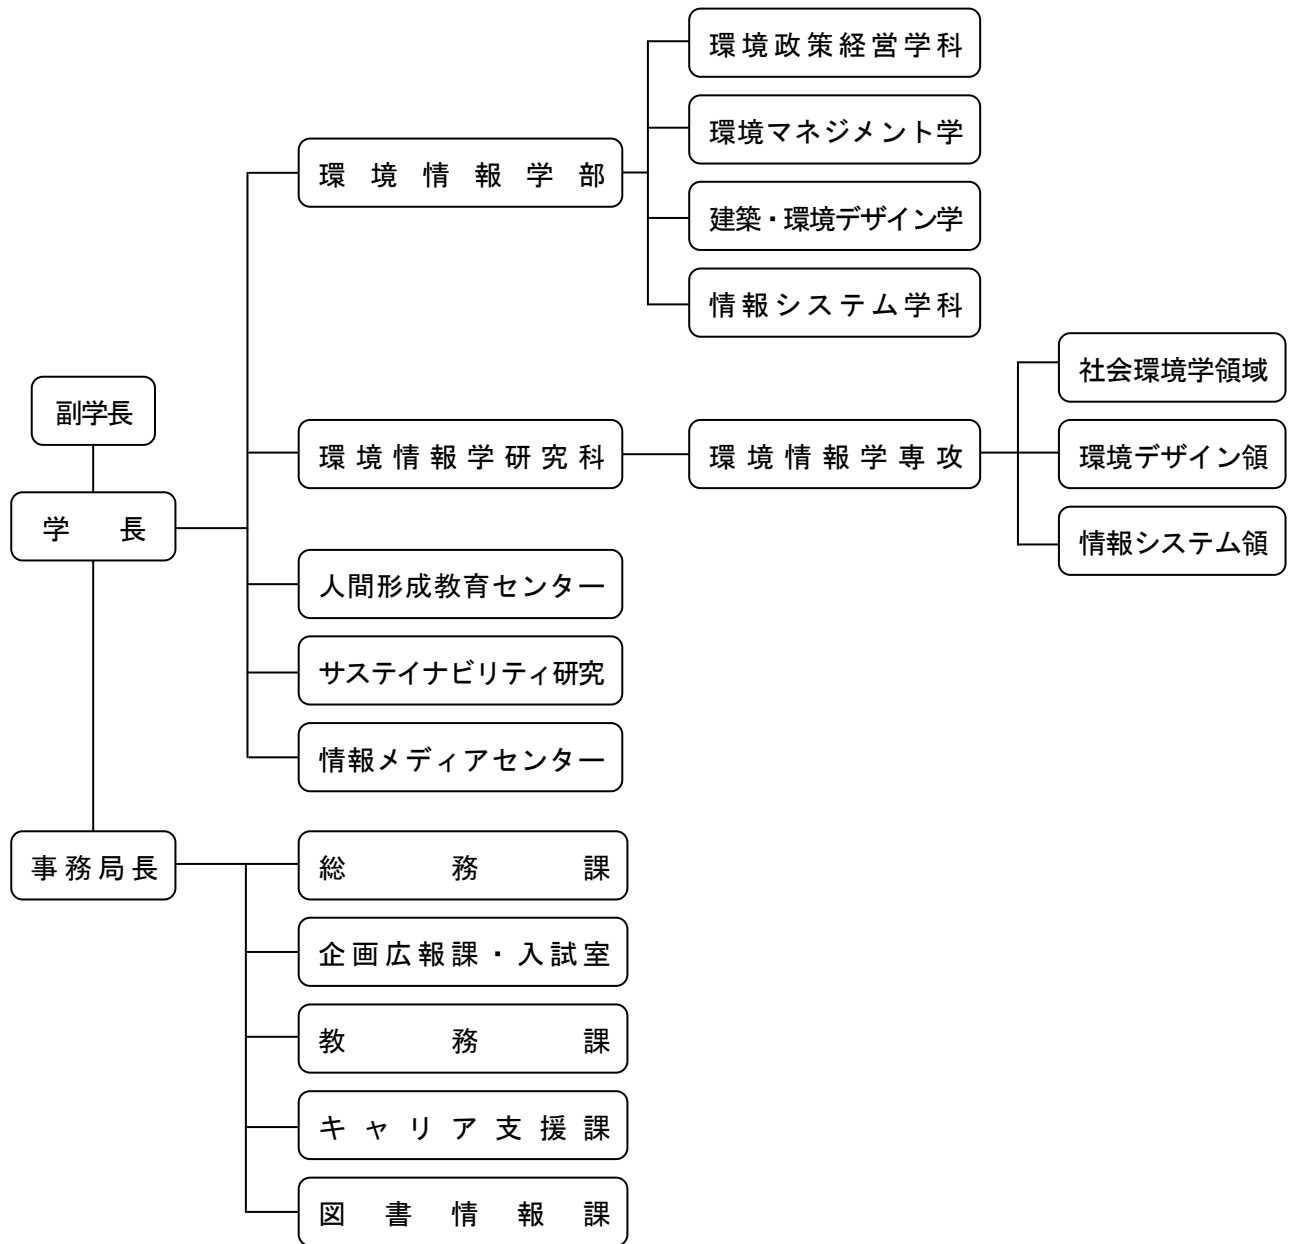 環境政策経営学科
環境マネジメント学
環境情報学部
建築・環境デザイン学
情報システム学科
社会環境学領域
副学長
環境情報学研究科
環境情報学専攻
環境デザイン領
学長
情報システム領
人間形成教育センター
サステイナビリティ研究
情報メディアセンター
事務局長
総務課
企画広報課・入試室
教務課
キャリア支援課
図書情報課